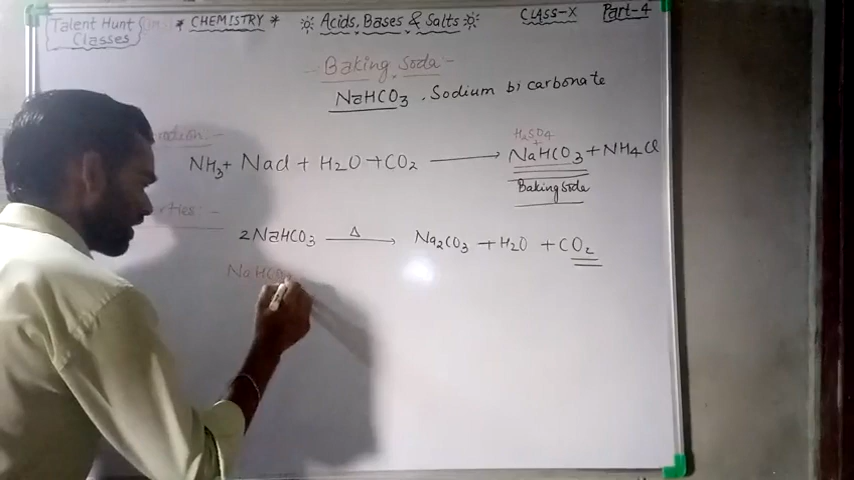 Talent Hunt * CHEMISTRY * Acids, Bases & Salts CLASS-X Part-4
Classes
- Baking Soda -
NaHCO3 . Sodium bi carbonate
H2SO4
+
NH3 + NaCl + H2O + CO2 → NaHCO3 + NH4Cl
Baking Soda
2NaHCO3 —Δ→ Na2CO3 + H2O + CO2
NaHCO3